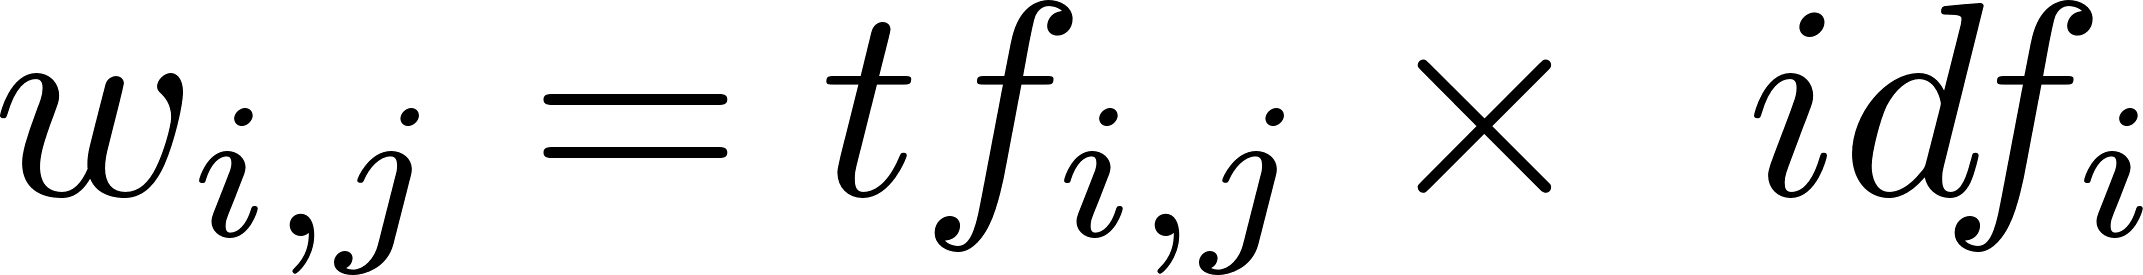 w_{i,j} = tf_{i,j} × idf_i